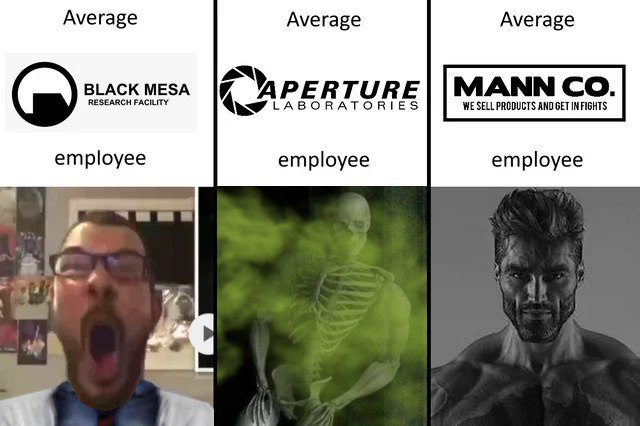 Average
BLACK MESA
RESEARCH FACILITY
employee
Average
APERTURE
LABORATORIES
employee
Average
MANN CO.
WE SELL PRODUCTS AND GET IN FIGHTS
employee